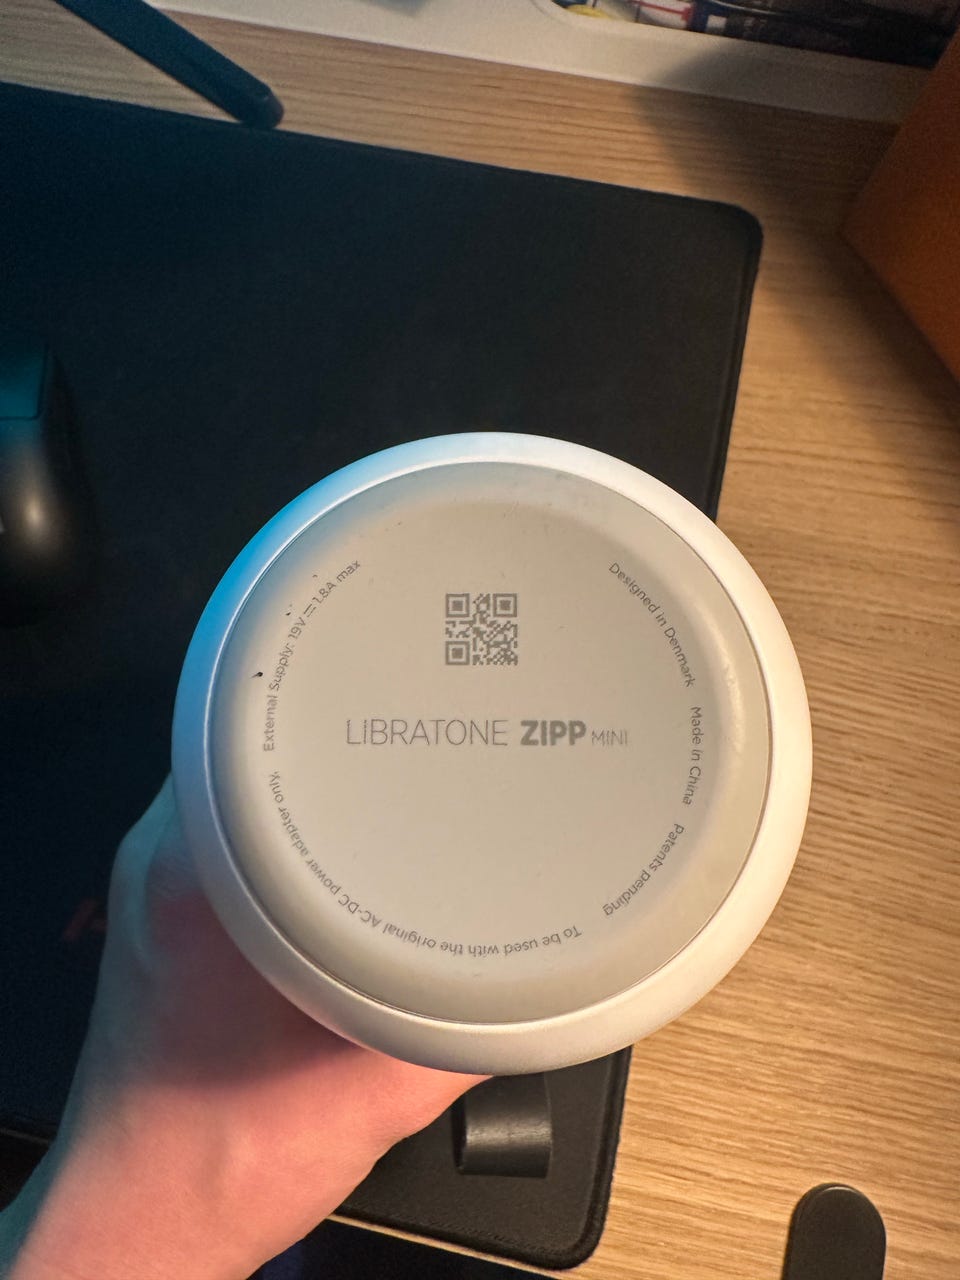 LIBRATONE ZIPP MINI
Designed in Denmark
Made in China
Patents pending
To be used with the original AC-DC power adapter only.
External Supply: 19V ⎓ 1.8A max